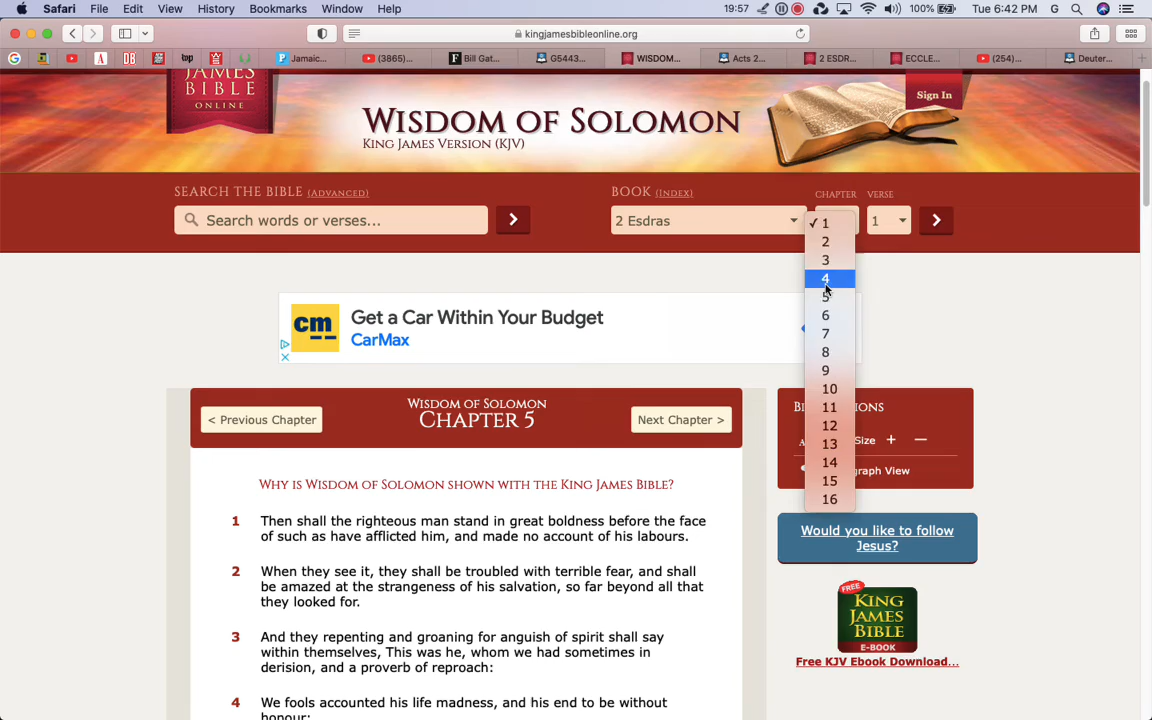 Safari File Edit View History Bookmarks Window Help 19:57 100% Tue 6:42 PM G
kingjamesbibleonline.org
G A DB top Jamaic... (3865)... Bill Gat... G5443... WISDOM... Acts 2... 2 ESDR... ECCLE... (254)... Deuter...
JAMES
BIBLE
ONLINE
Sign In
Wisdom of Solomon
King James Version (KJV)
SEARCH THE BIBLE (ADVANCED)
BOOK (INDEX) CHAPTER VERSE
Search words or verses...
2 Esdras
1
✓ 1
2
3
4
5
6
7
8
9
10
11
12
13
14
15
16
cm
Get a Car Within Your Budget
CarMax
< Previous Chapter
Wisdom of Solomon
Chapter 5
Next Chapter >
Why is Wisdom of Solomon shown with the King James Bible?
1 Then shall the righteous man stand in great boldness before the face
of such as have afflicted him, and made no account of his labours.
2 When they see it, they shall be troubled with terrible fear, and shall
be amazed at the strangeness of his salvation, so far beyond all that
they looked for.
3 And they repenting and groaning for anguish of spirit shall say
within themselves, This was he, whom we had sometimes in
derision, and a proverb of reproach:
4 We fools accounted his life madness, and his end to be without
honour:
Size + −
Would you like to follow
Jesus?
FREE
KING
JAMES
BIBLE
E-BOOK
Free KJV Ebook Download...